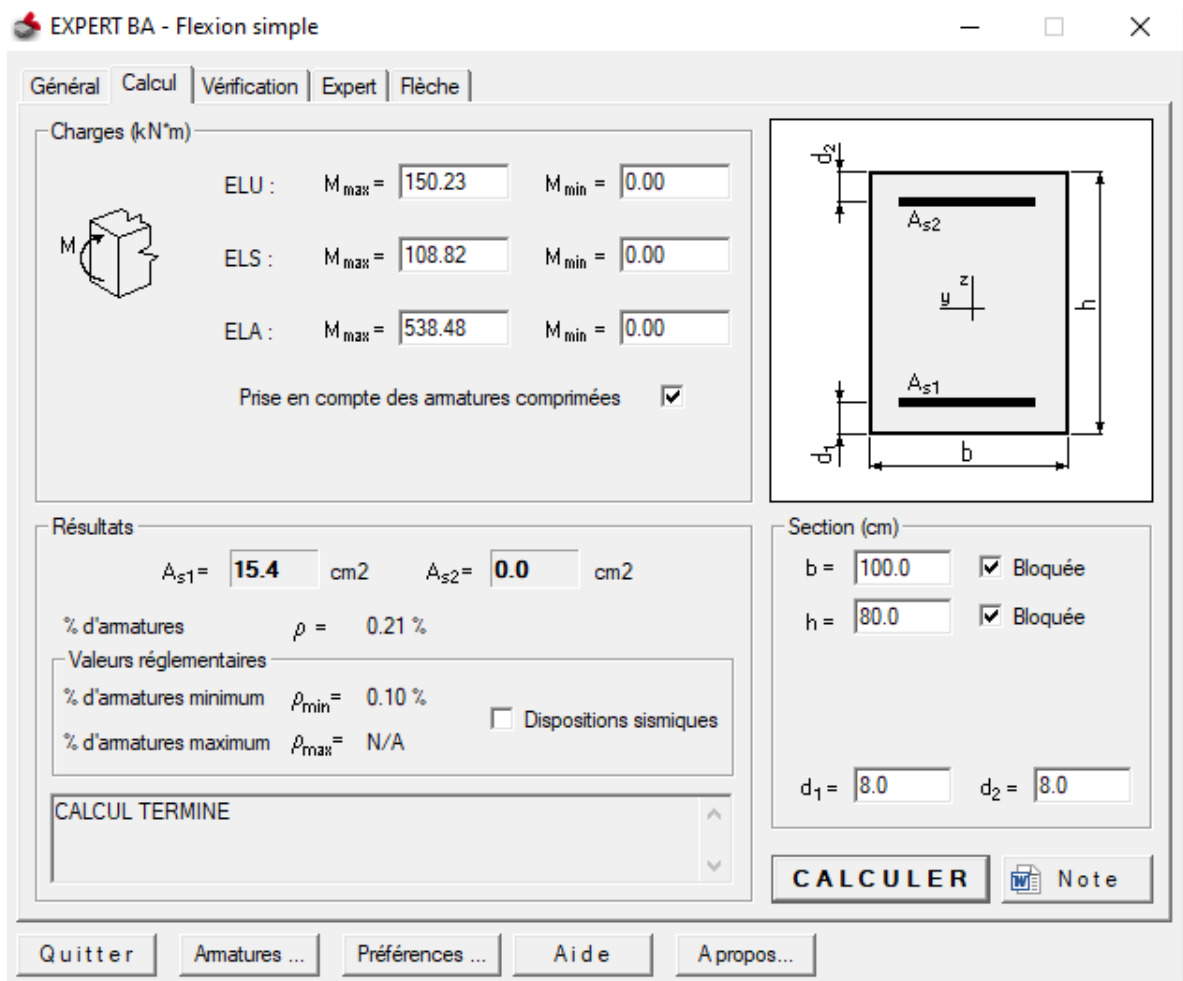 EXPERT BA - Flexion simple
Général Calcul Vérification Expert Flèche
Charges (kN*m)
ELU : M max = 150.23 M min = 0.00
ELS : M max = 108.82 M min = 0.00
ELA : M max = 538.48 M min = 0.00
Prise en compte des armatures comprimées
M
d2
As2
z
y
h
As1
d1
b
Résultats
As1= 15.4 cm2 As2= 0.0 cm2
% d'armatures ρ = 0.21 %
Valeurs réglementaires
% d'armatures minimum ρmin= 0.10 %
Dispositions sismiques
% d'armatures maximum ρmax= N/A
CALCUL TERMINE
Section (cm)
b = 100.0 Bloquée
h = 80.0 Bloquée
d1 = 8.0 d2 = 8.0
CALCULER Note
Quitter Armatures ... Préférences ... Aide A propos...